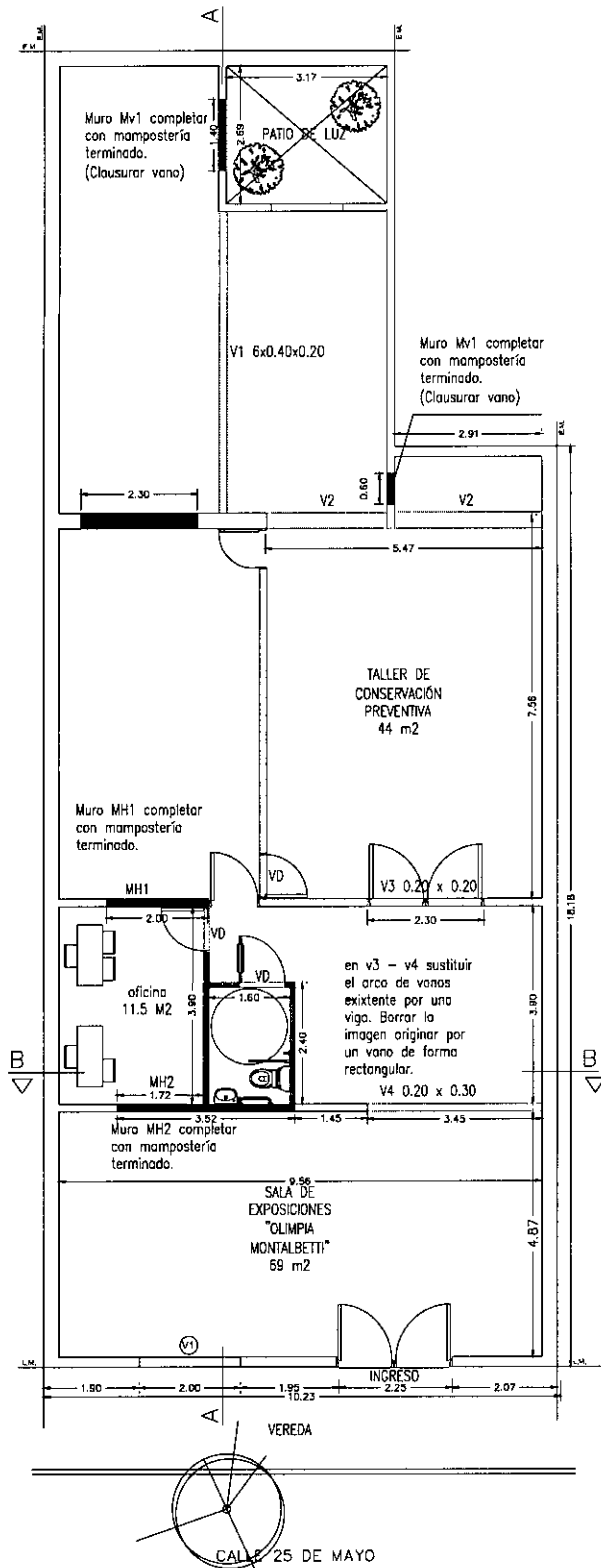 A
E.M.
E.M.
E.M.
3.17
Muro Mv1 completar
con mampostería
terminado.
(Clausurar vano)
1.40
2.69
PATIO DE LUZ
V1 6x0.40x0.20
Muro Mv1 completar
con mampostería
terminado.
(Clausurar vano)
E.M.
2.91
2.30
0.60
V2
V2
5.47
TALLER DE
CONSERVACIÓN
PREVENTIVA
44 m2
7.56
18.18
Muro MH1 completar
con mampostería
terminado.
VD
V3 0.20 x 0.20
MH1
2.00
2.30
VD
VD
oficina
11.5 M2
3.90
1.60
2.40
en v3 – v4 sustituir
el arco de vanos
exixtente por una
viga. Borrar la
imagen originar por
un vano de forma
rectangular.
3.90
B
B
MH2
1.72
V4 0.20 x 0.30
3.52
1.45
3.45
Muro MH2 completar
con mampostería
terminado.
9.56
SALA DE
EXPOSICIONES
"OLIMPIA
MONTALBETTI"
59 m2
4.87
V1
L.M.
L.M.
INGRESO
1.90
2.00
1.95
2.25
2.07
10.23
A
VEREDA
CALLE 25 DE MAYO